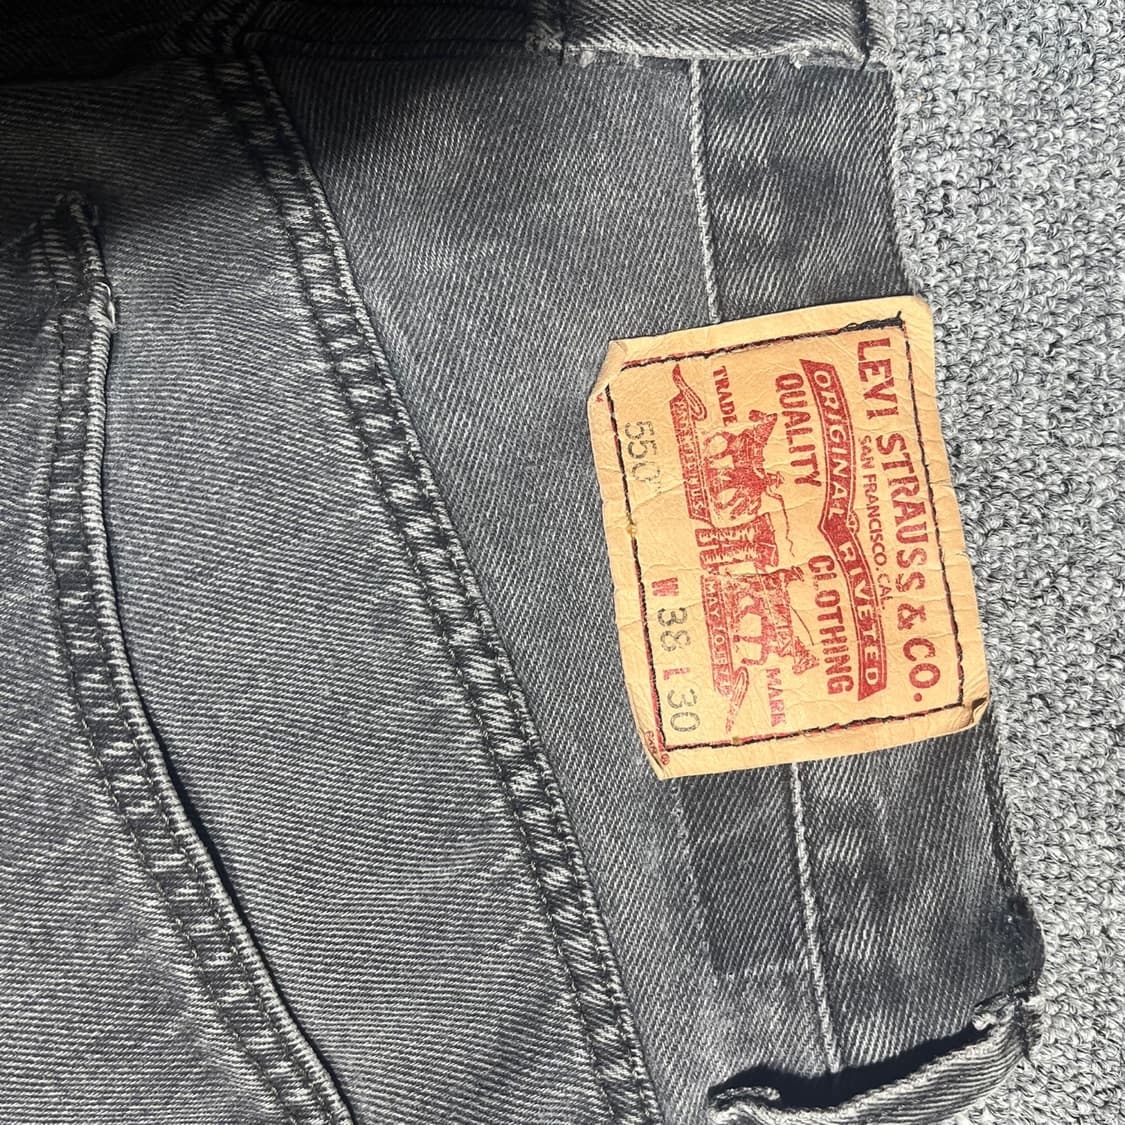 LEVI STRAUSS & CO.
SAN FRANCISCO, CAL.
ORIGINAL RIVETED
QUALITY CLOTHING
TRADE MARK
550
W 38 L 30